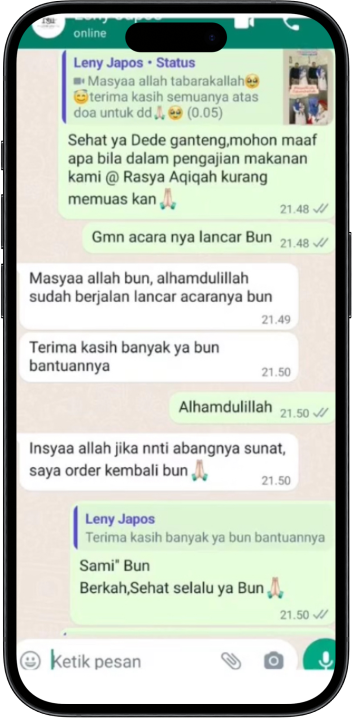 Leny Japos
online
Leny Japos • Status
Masyaa allah tabarakallah🥹
😇terima kasih semuanya atas
doa untuk dd🙏🏻🥹 (0.05)
Sehat ya Dede ganteng,mohon maaf
apa bila dalam pengajian makanan
kami @ Rasya Aqiqah kurang
memuas kan🙏🏻
21.48
Gmn acara nya lancar Bun
21.48
Masyaa allah bun, alhamdulillah
sudah berjalan lancar acaranya bun
21.49
Terima kasih banyak ya bun
bantuannya
21.50
Alhamdulillah
21.50
Insyaa allah jika nnti abangnya sunat,
saya order kembali bun🙏🏻
21.50
Leny Japos
Terima kasih banyak ya bun bantuannya
Sami" Bun
Berkah,Sehat selalu ya Bun🙏🏻
21.50
Ketik pesan